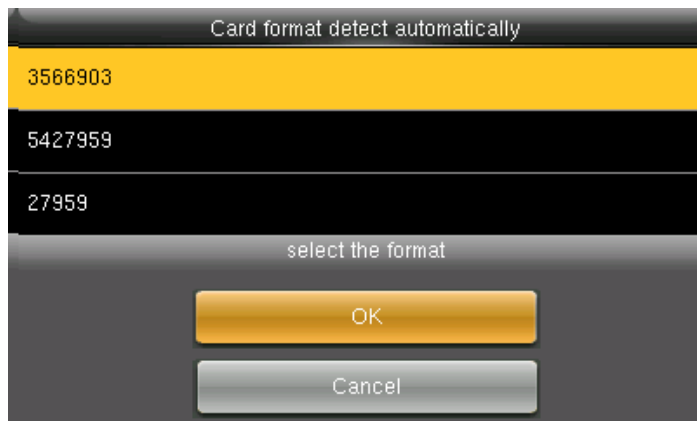 Card format detect automatically
3566903
5427959
27959
select the format
OK
Cancel